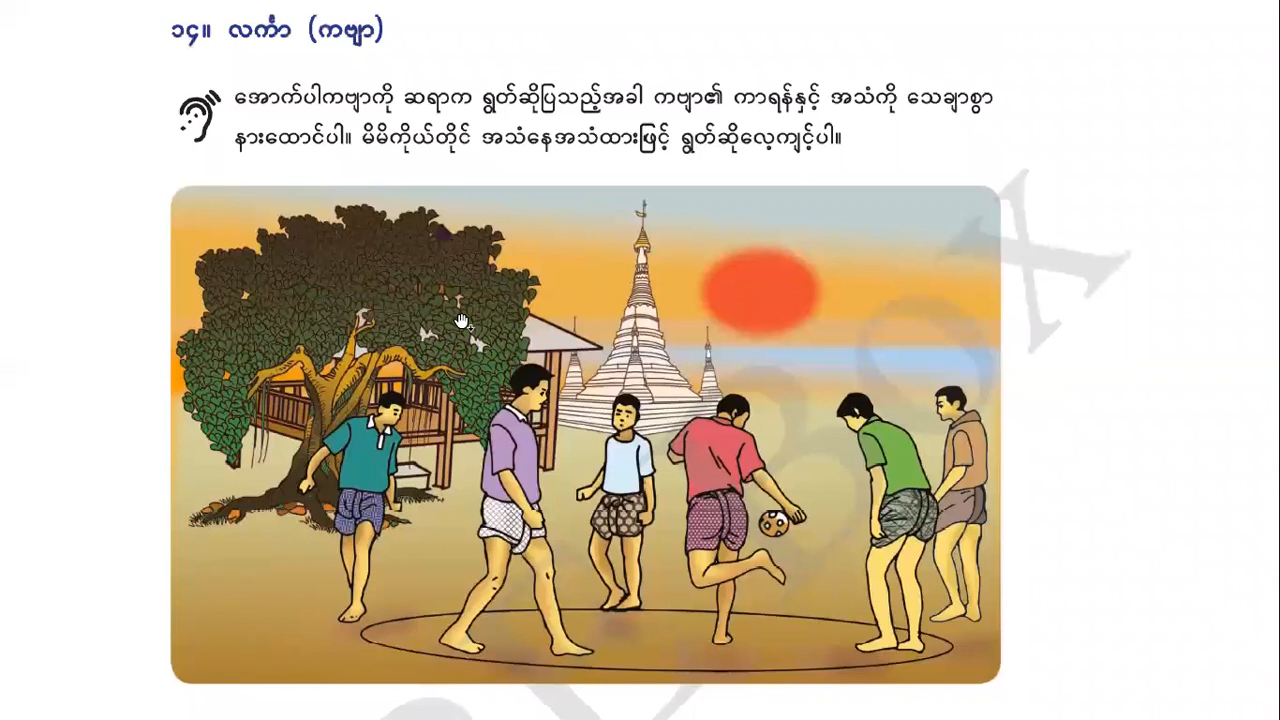 ၁၄။ လင်္ကာ (ကဗျာ)
အောက်ပါကဗျာကို ဆရာက ရွတ်ဆိုပြသည့်အခါ ကဗျာ၏ ကာရန်နှင့် အသံကို သေချာစွာ
နားထောင်ပါ။ မိမိကိုယ်တိုင် အသံနေအသံထားဖြင့် ရွတ်ဆိုလေ့ကျင့်ပါ။